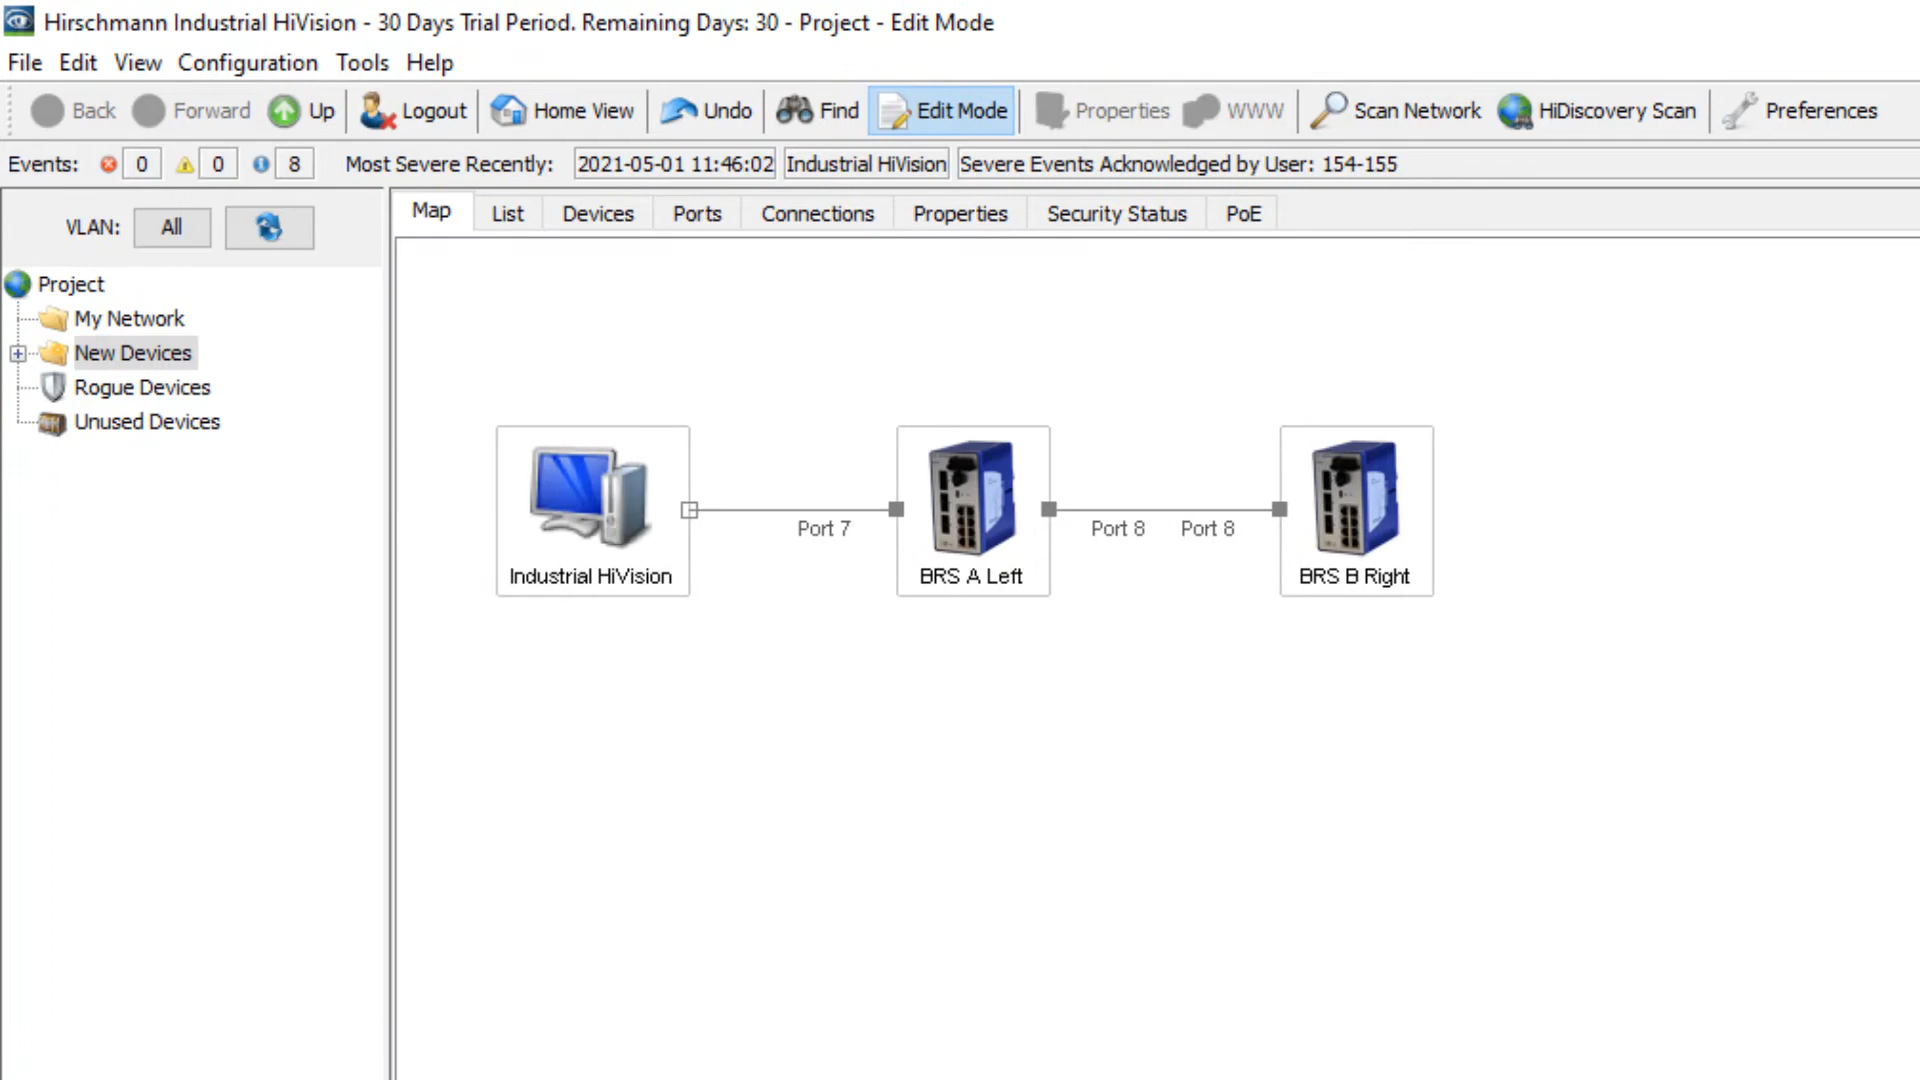 Hirschmann Industrial HiVision - 30 Days Trial Period. Remaining Days: 30 - Project - Edit Mode
File Edit View Configuration Tools Help
Back Forward Up Logout Home View Undo Find Edit Mode Properties WWW Scan Network HiDiscovery Scan Preferences
Events: 0 0 8 Most Severe Recently: 2021-05-01 11:46:02 Industrial HiVision Severe Events Acknowledged by User: 154-155
VLAN: All
Map List Devices Ports Connections Properties Security Status PoE
Project
My Network
New Devices
Rogue Devices
Unused Devices
Port 7 Port 8 Port 8
Industrial HiVision BRS A Left BRS B Right